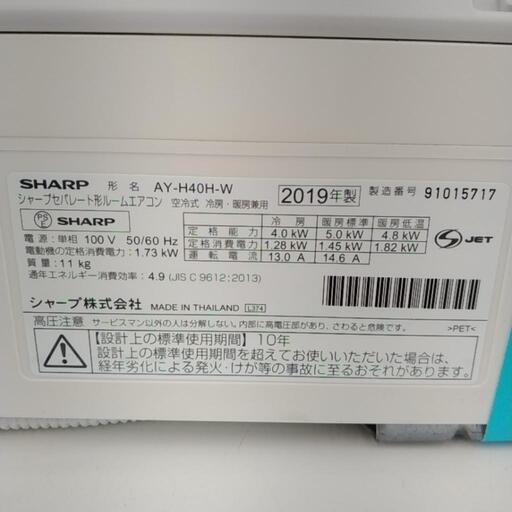 SHARP 形 名 AY-H40H-W 2019年製 製造番号 91015717
シャープセパレート形ルームエアコン 空冷式 冷房・暖房兼用
PS E SHARP
冷 房 暖房標準 暖房低温
定 格 能 力 4.0 kW 5.0 kW 4.8 kW
定格消費電力 1.28 kW 1.45 kW 1.82 kW
運 転 電 流 13.0 A 14.6 A
電源:単相 100 V 50/60 Hz
電動機の定格消費電力:1.73 kW
質量:11 kg
通年エネルギー消費効率:4.9 (JIS C 9612:2013)
S JET
シャープ株式会社 MADE IN THAILAND L374
高圧注意 サービスマン以外の人は分解しない。内部に高電圧部があり、さわると危険です。 >PET<
【設計上の標準使用期間】10年
設計上の標準使用期間を超えてお使いいただいた場合は、
経年劣化による発火・けが等の事故に至るおそれがあります。